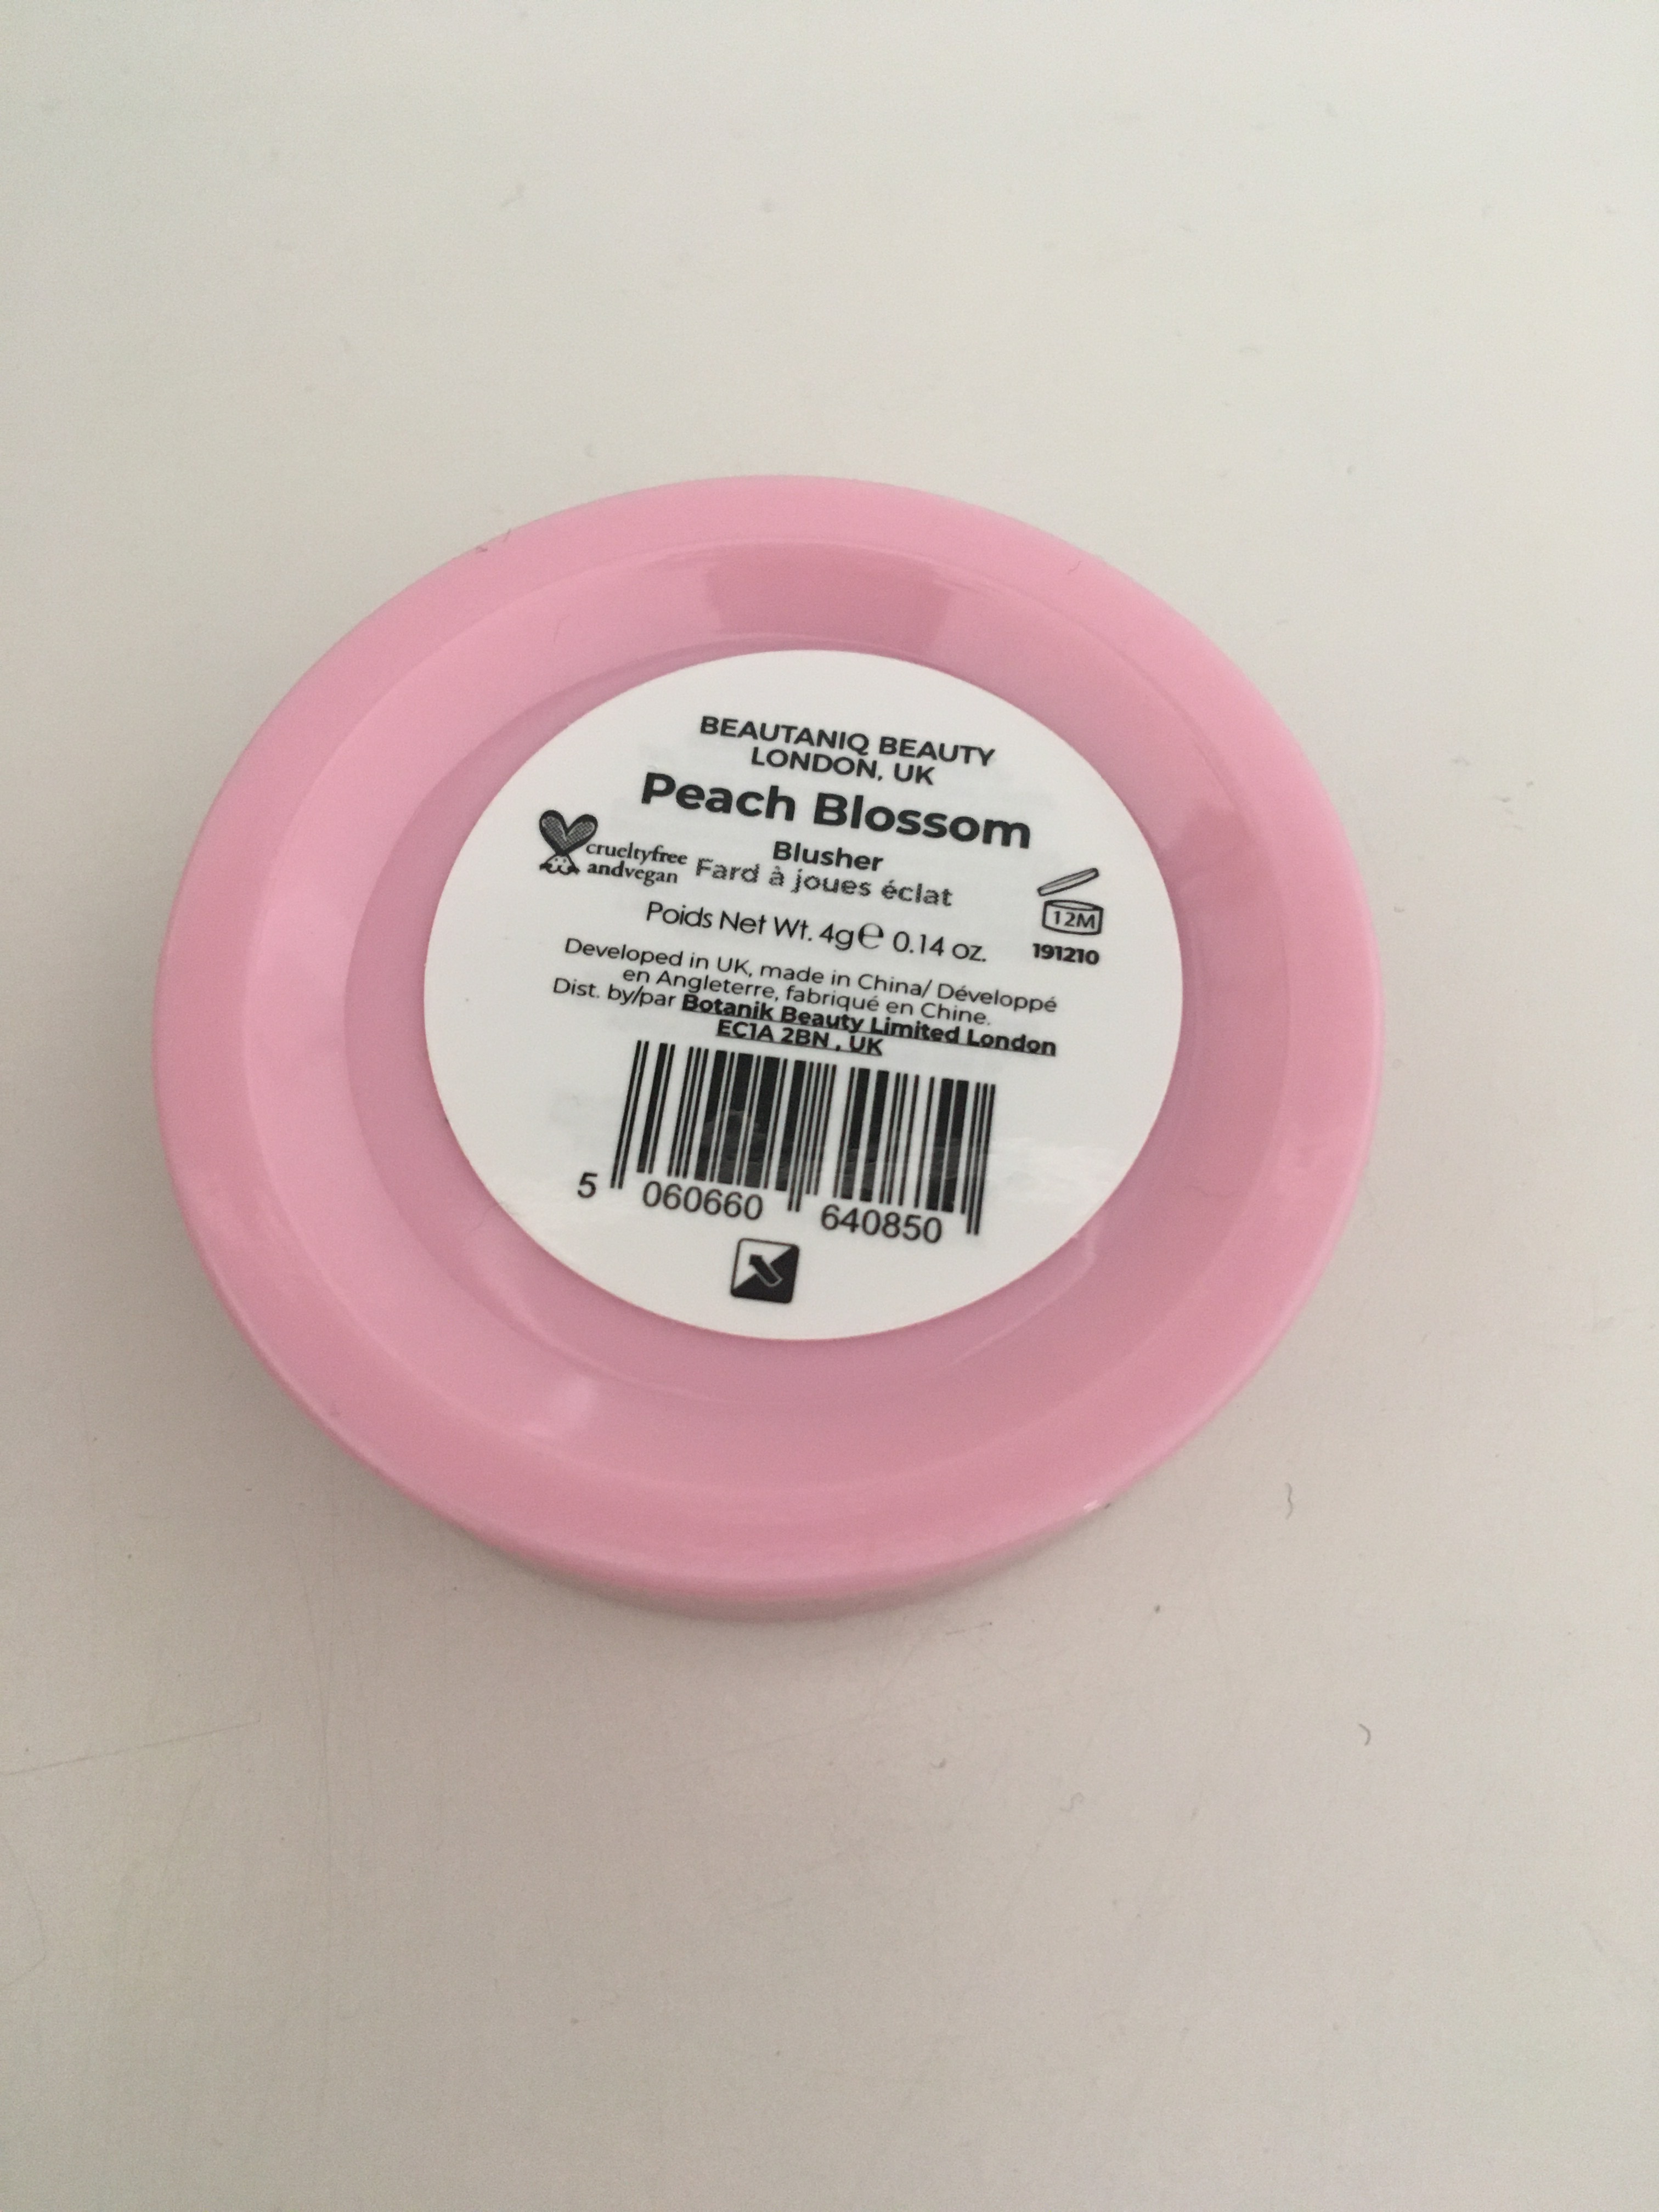 BEAUTANIQ BEAUTY
LONDON, UK
Peach Blossom
Blusher
crueltyfree
andvegan
Fard à joues éclat
12M
191210
Poids Net Wt. 4g℮ 0.14 oz.
Developed in UK, made in China/ Développé
en Angleterre, fabriqué en Chine.
Dist. by/par Botanik Beauty Limited London
EC1A 2BN , UK
5 060660 640850